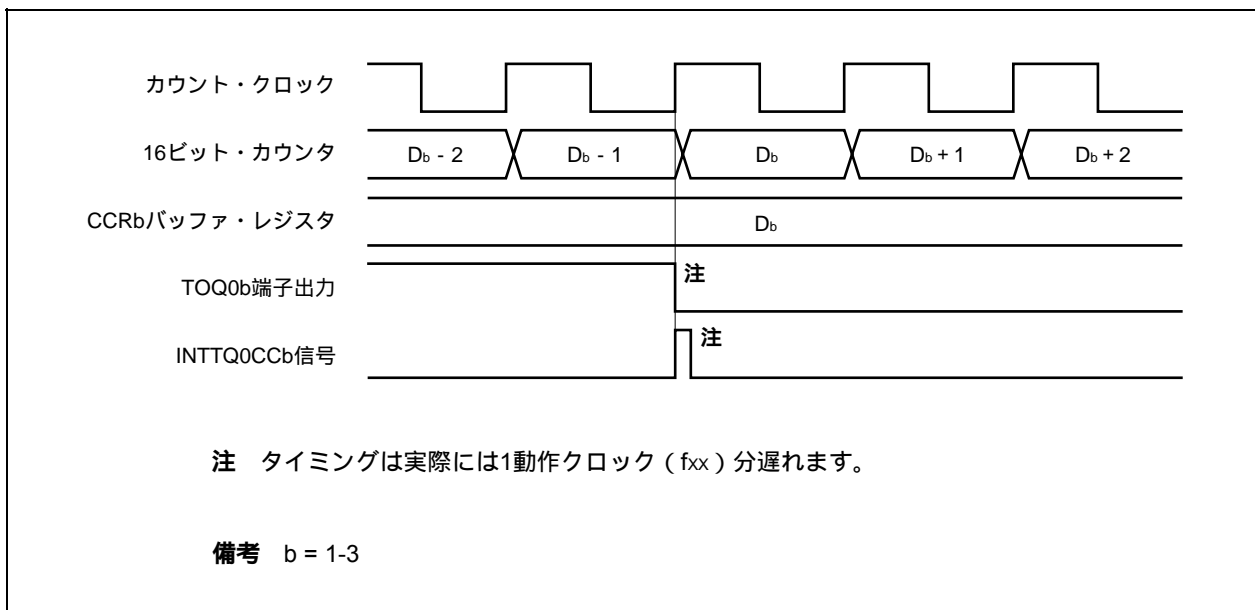 カウント・クロック
16ビット・カウンタ Db - 2 Db - 1 Db Db + 1 Db + 2
CCRbバッファ・レジスタ Db
TOQ0b端子出力 注
INTTQ0CCb信号 注
注 タイミングは実際には1動作クロック（fxx）分遅れます。
備考 b = 1-3